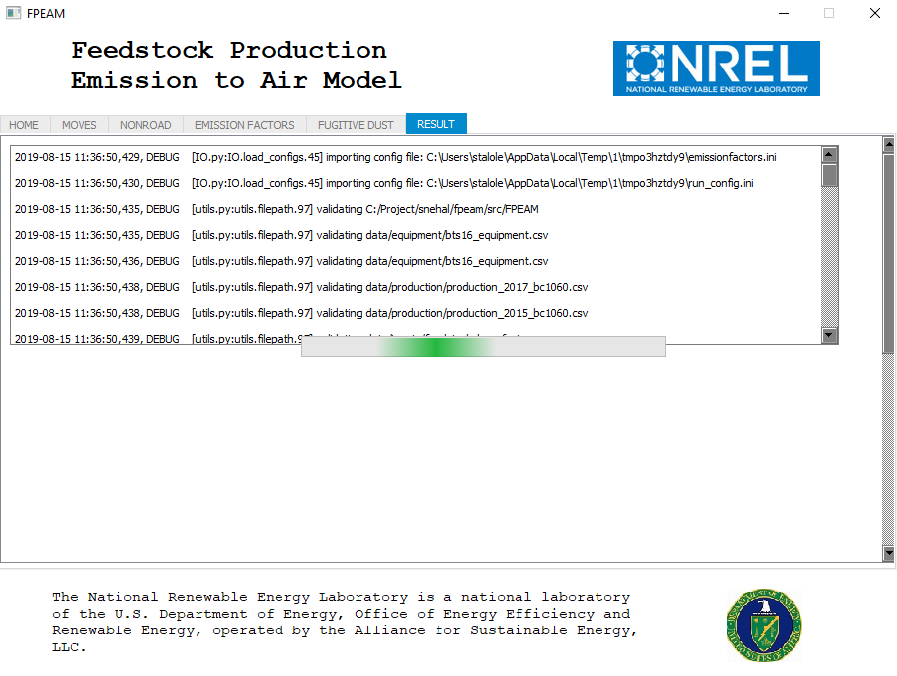 FPEAM
Feedstock Production
Emission to Air Model
NREL
NATIONAL RENEWABLE ENERGY LABORATORY
HOME MOVES NONROAD EMISSION FACTORS FUGITIVE DUST RESULT
2019-08-15 11:36:50,429, DEBUG [IO.py:IO.load_configs.45] importing config file: C:\Users\stalole\AppData\Local\Temp\1\tmpo3hztdy9\emissionfactors.ini
2019-08-15 11:36:50,430, DEBUG [IO.py:IO.load_configs.45] importing config file: C:\Users\stalole\AppData\Local\Temp\1\tmpo3hztdy9\run_config.ini
2019-08-15 11:36:50,435, DEBUG [utils.py:utils.filepath.97] validating C:/Project/snehal/fpeam/src/FPEAM
2019-08-15 11:36:50,435, DEBUG [utils.py:utils.filepath.97] validating data/equipment/bts16_equipment.csv
2019-08-15 11:36:50,436, DEBUG [utils.py:utils.filepath.97] validating data/equipment/bts16_equipment.csv
2019-08-15 11:36:50,438, DEBUG [utils.py:utils.filepath.97] validating data/production/production_2017_bc1060.csv
2019-08-15 11:36:50,438, DEBUG [utils.py:utils.filepath.97] validating data/production/production_2015_bc1060.csv
2019-08-15 11:36:50,439, DEBUG [utils.py:utils.filepath.97]
The National Renewable Energy Laboratory is a national laboratory
of the U.S. Department of Energy, Office of Energy Efficiency and
Renewable Energy, operated by the Alliance for Sustainable Energy,
LLC.